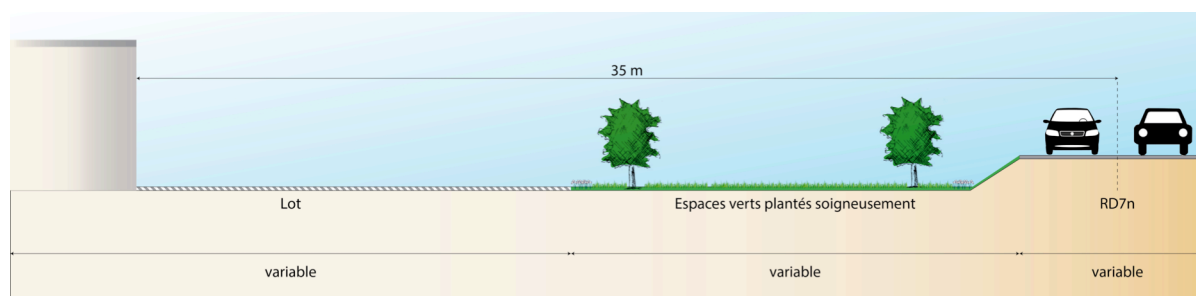 35 m
Lot
Espaces verts plantés soigneusement
RD7n
variable
variable
variable